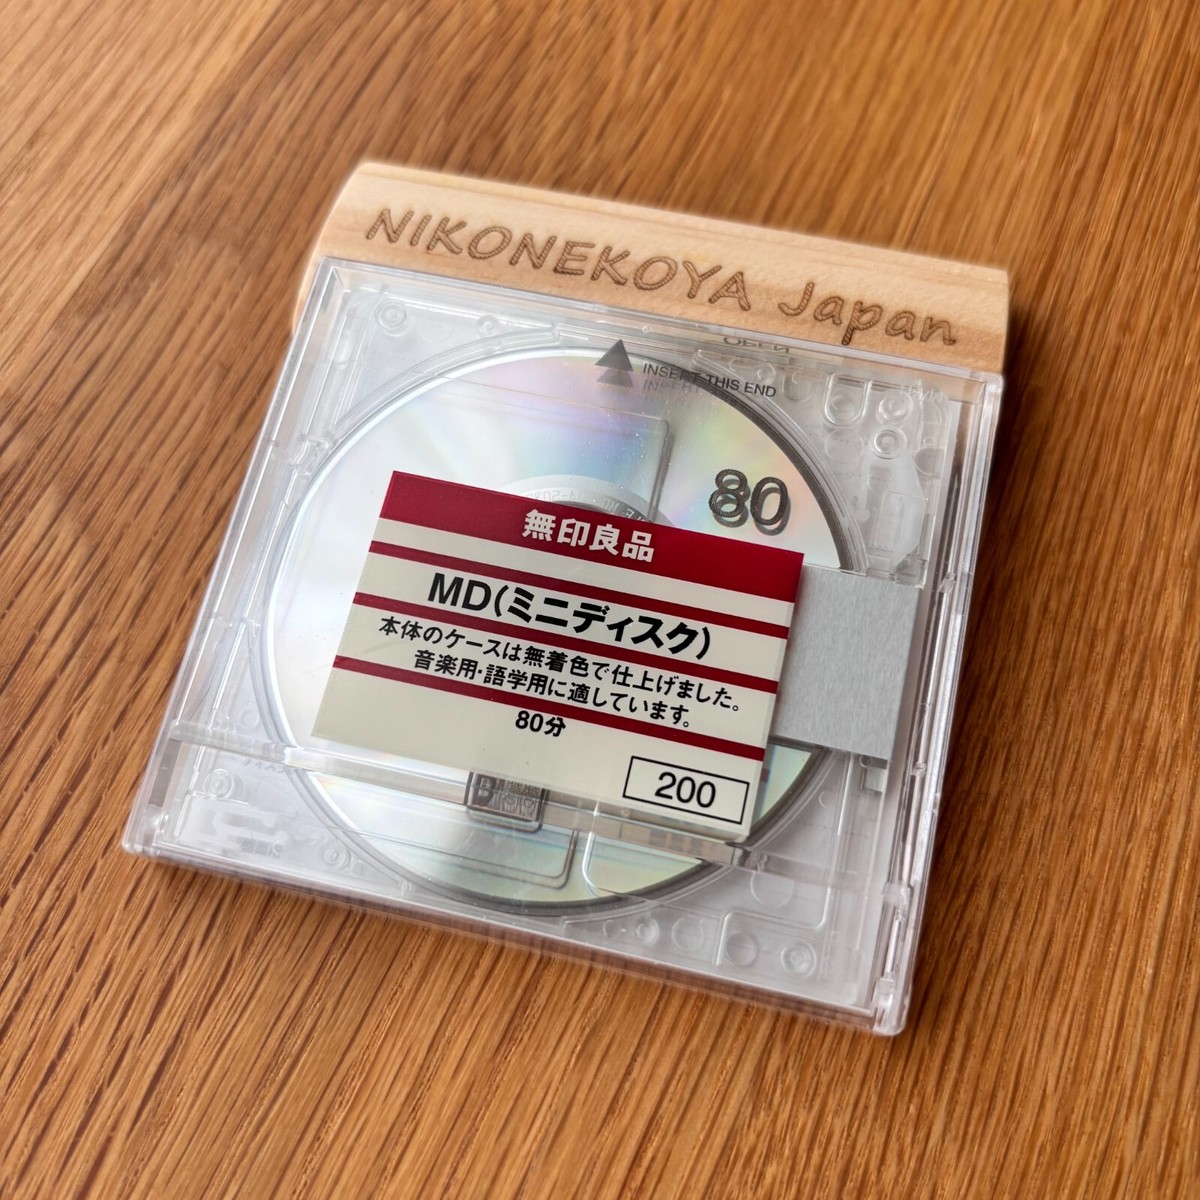 NIKONEKOYA Japan
OPEN
INSERT THIS END
80
無印良品
MD(ミニディスク)
本体のケースは無着色で仕上げました。
音楽用・語学用に適しています。
80分
200